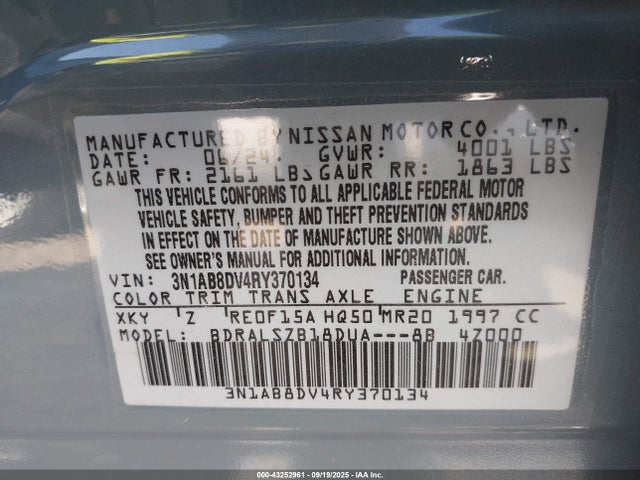 MANUFACTURED BY NISSAN MOTOR CO., LTD.
DATE: 06/24 GVWR: 4001 LBS
GAWR FR: 2161 LBS GAWR RR: 1863 LBS
THIS VEHICLE CONFORMS TO ALL APPLICABLE FEDERAL MOTOR
VEHICLE SAFETY, BUMPER AND THEFT PREVENTION STANDARDS
IN EFFECT ON THE DATE OF MANUFACTURE SHOWN ABOVE.
SEE OWNER'S MANUAL FOR ADDITIONAL INFORMATION.
VIN: 3N1AB8DV4RY370134 PASSENGER CAR.
COLOR TRIM TRANS AXLE ENGINE
XKY Z RE0F15A HQ50 MR20 1997 CC
MODEL: BDRALSZB18DUA---8B 4Z000
3N1AB8DV4RY370134
000-43252961 - 09/19/2025 - IAA Inc.